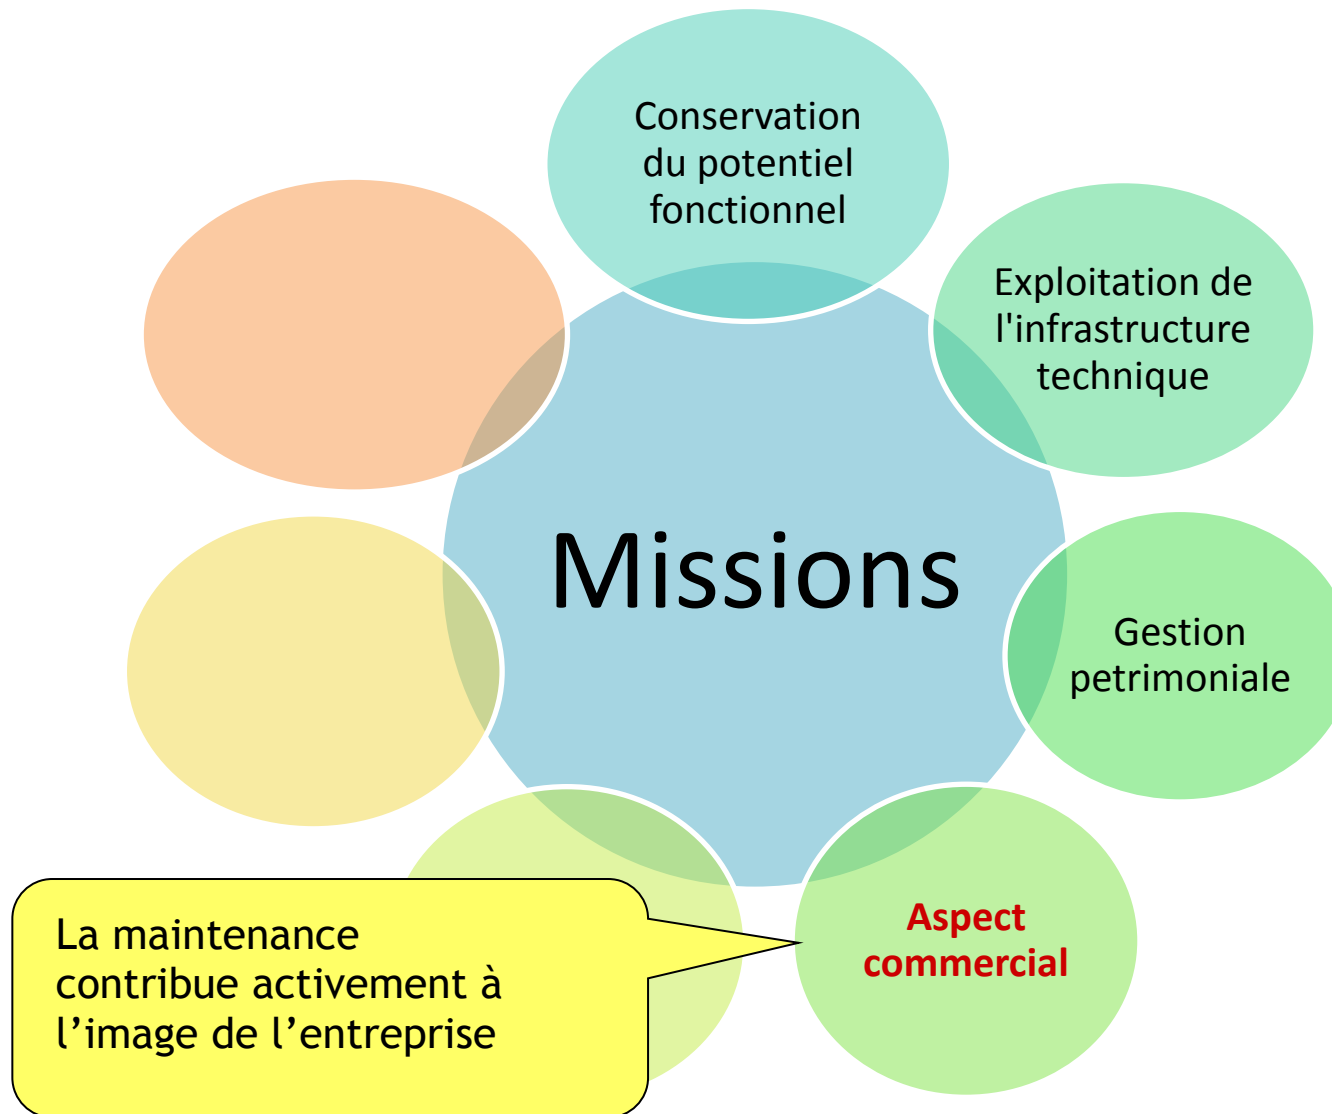 Conservation
du potentiel
fonctionnel
Exploitation de
l'infrastructure
technique
Missions
Gestion
petrimoniale
Aspect
commercial
La maintenance
contribue activement à
l’image de l’entreprise